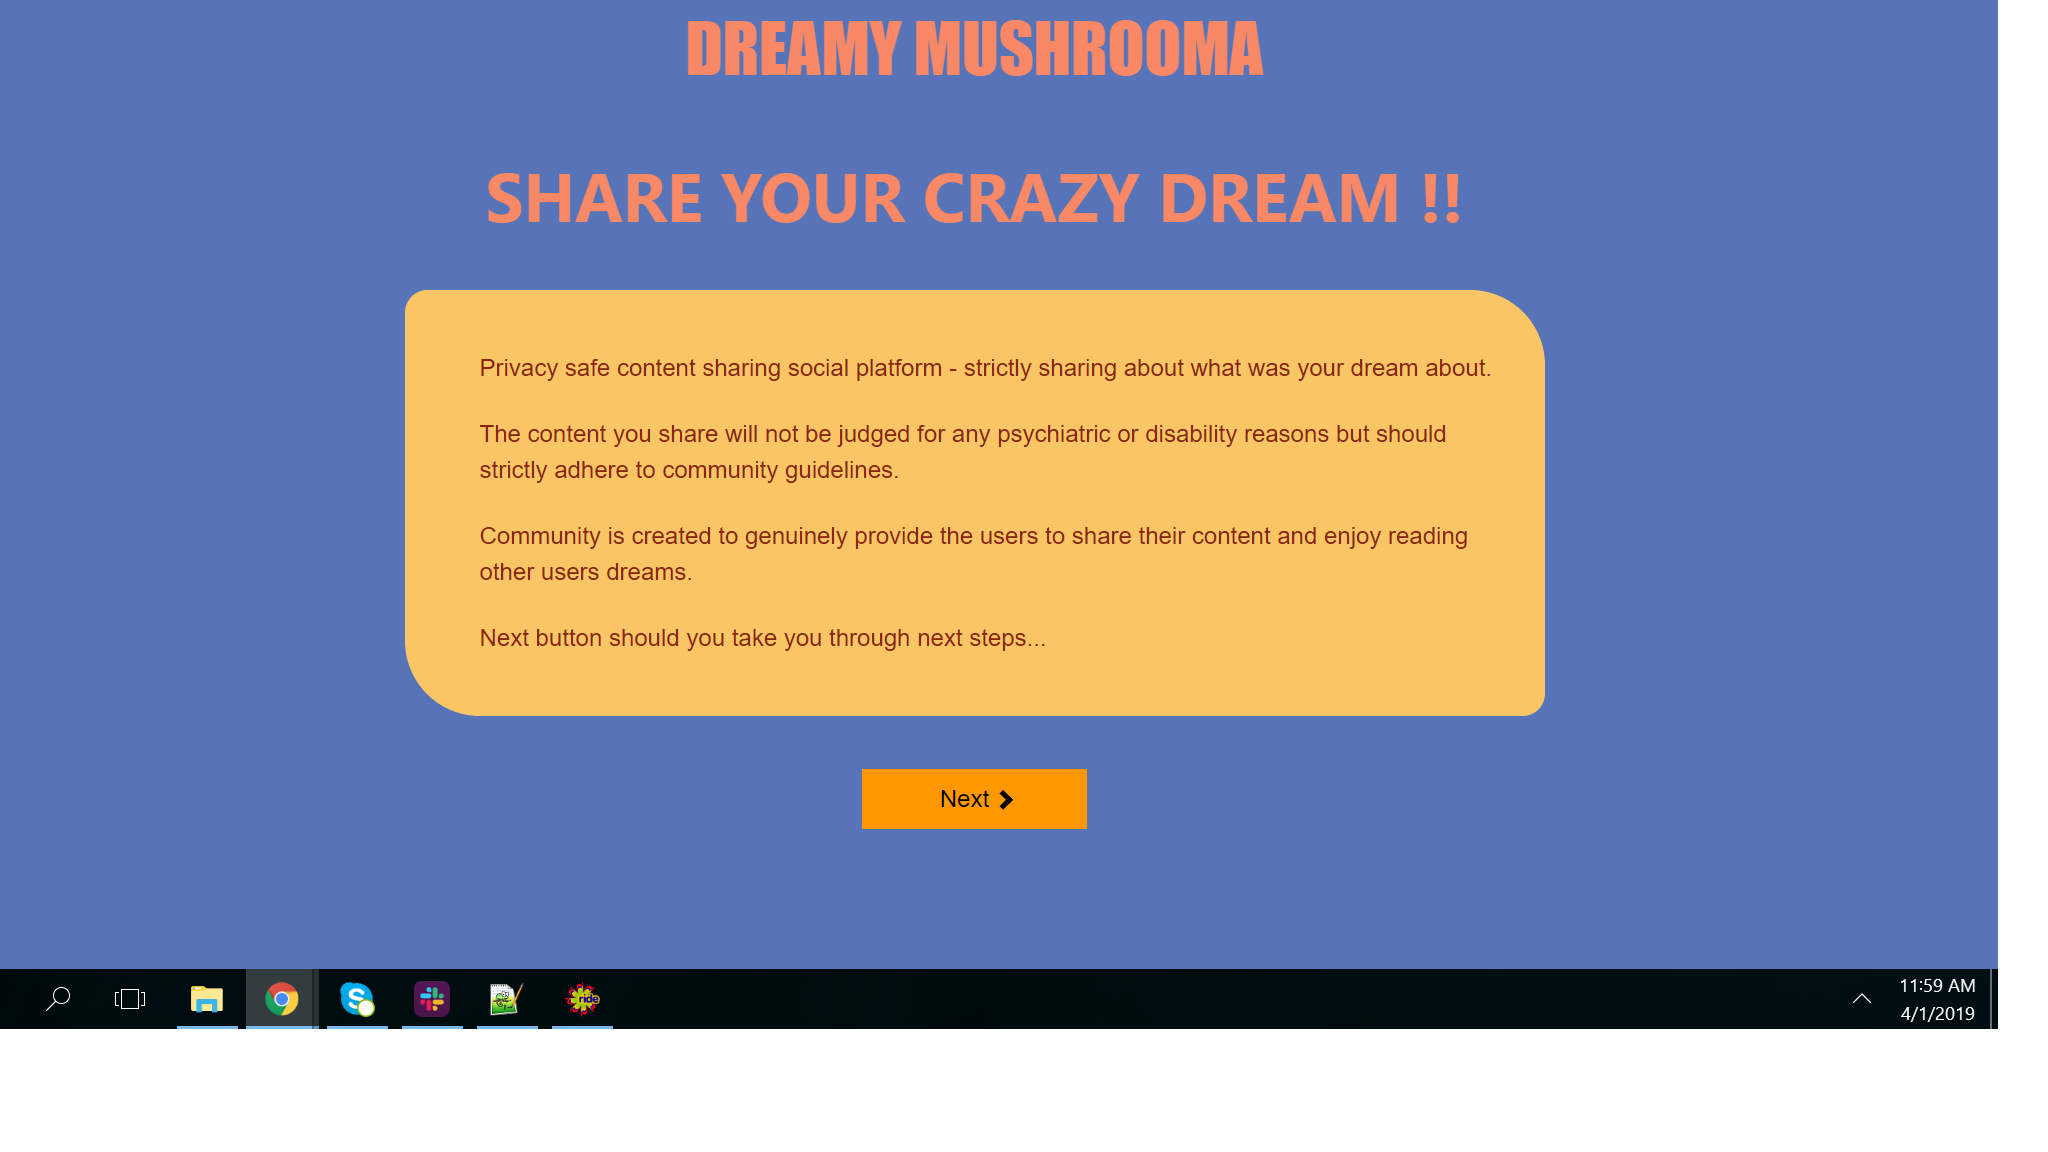 DREAMY MUSHROOMA
SHARE YOUR CRAZY DREAM !!
Privacy safe content sharing social platform - strictly sharing about what was your dream about.
The content you share will not be judged for any psychiatric or disability reasons but should
strictly adhere to community guidelines.
Community is created to genuinely provide the users to share their content and enjoy reading
other users dreams.
Next button should you take you through next steps...
Next
ride
11:59 AM
4/1/2019